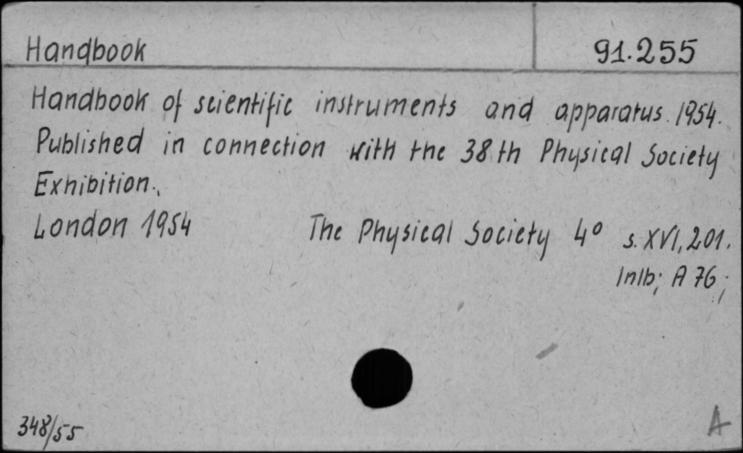 Handbook 91.255
Handbook of scientific instruments and apparatus. 1954.
Published in connection with the 38th Physical Society
Exhibition.
London 1954 The Physical Society 4° s. XVI, 201.
Inlb; A 76;
348/55 A